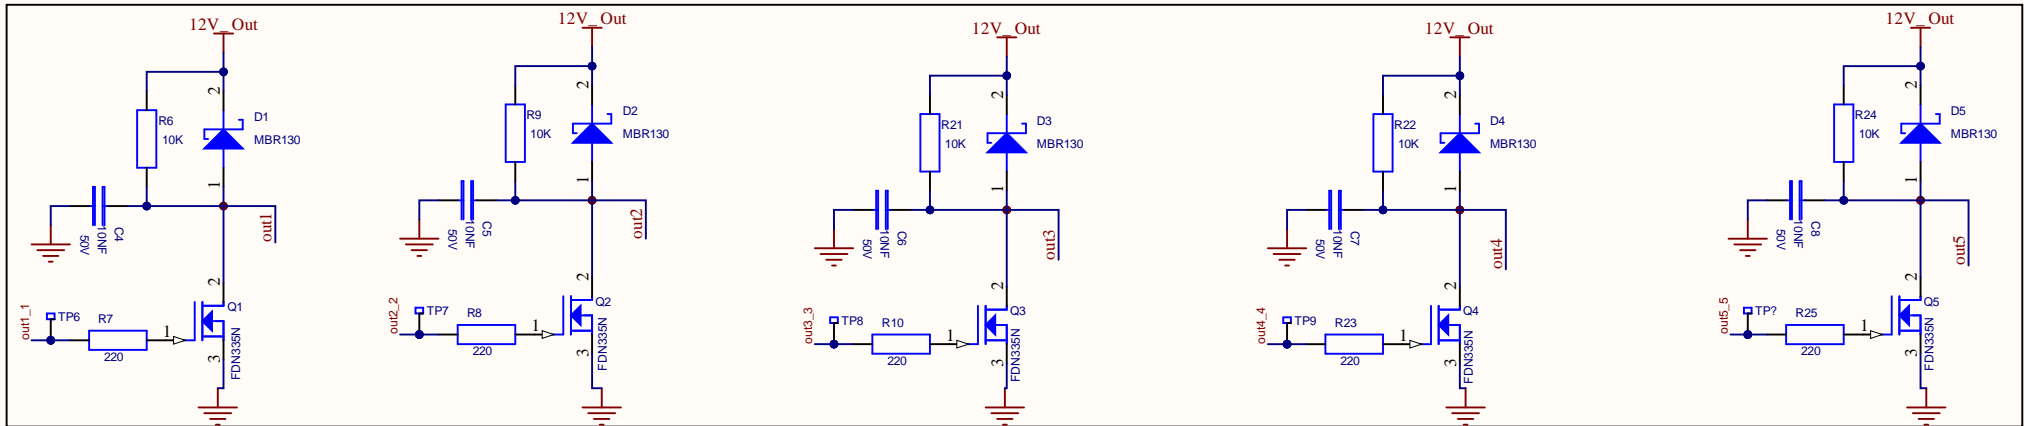 12V_Out
R6
10K
2
D1
MBR130
1
C4
10NF
50V
out1
out1_1
TP6
R7
220
1
2
Q1
3
FDN335N
12V_Out
R9
10K
2
D2
MBR130
1
C5
10NF
50V
out2
out2_2
TP7
R8
220
1
2
Q2
3
FDN335N
12V_Out
R21
10K
2
D3
MBR130
1
C6
10NF
50V
out3
out3_3
TP8
R10
220
1
2
Q3
3
FDN335N
12V_Out
R22
10K
2
D4
MBR130
1
C7
10NF
50V
out4
out4_4
TP9
R23
220
1
2
Q4
3
FDN335N
12V_Out
R24
10K
2
D5
MBR130
1
C8
10NF
50V
out5
out5_5
TP?
R25
220
1
2
Q5
3
FDN335N